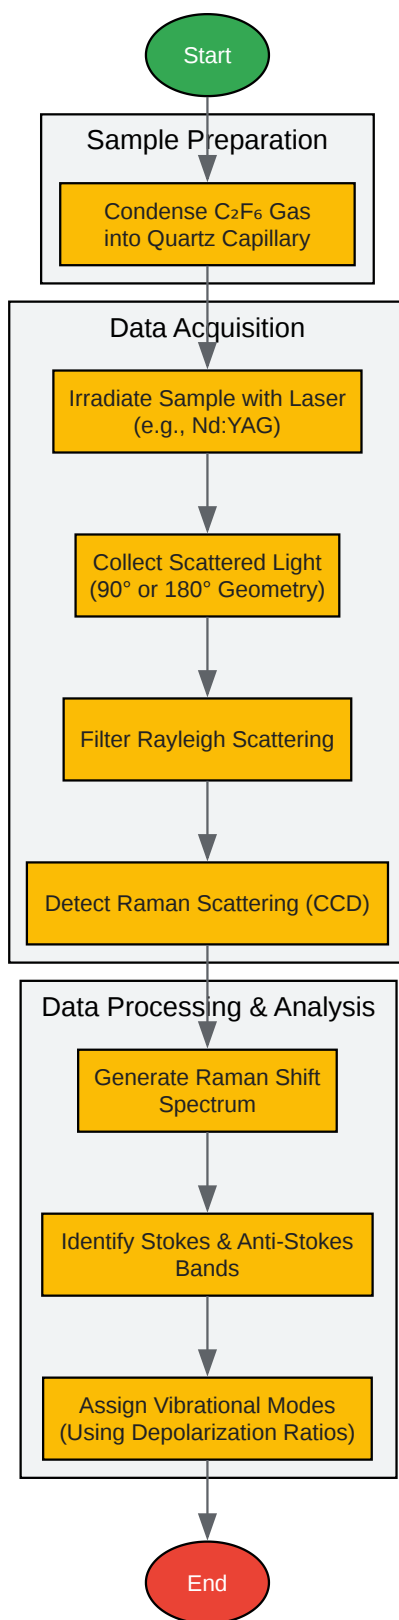 Start
Sample Preparation
Condense C₂F₆ Gas
into Quartz Capillary
Data Acquisition
Irradiate Sample with Laser
(e.g., Nd:YAG)
Collect Scattered Light
(90° or 180° Geometry)
Filter Rayleigh Scattering
Detect Raman Scattering (CCD)
Data Processing & Analysis
Generate Raman Shift
Spectrum
Identify Stokes & Anti-Stokes
Bands
Assign Vibrational Modes
(Using Depolarization Ratios)
End